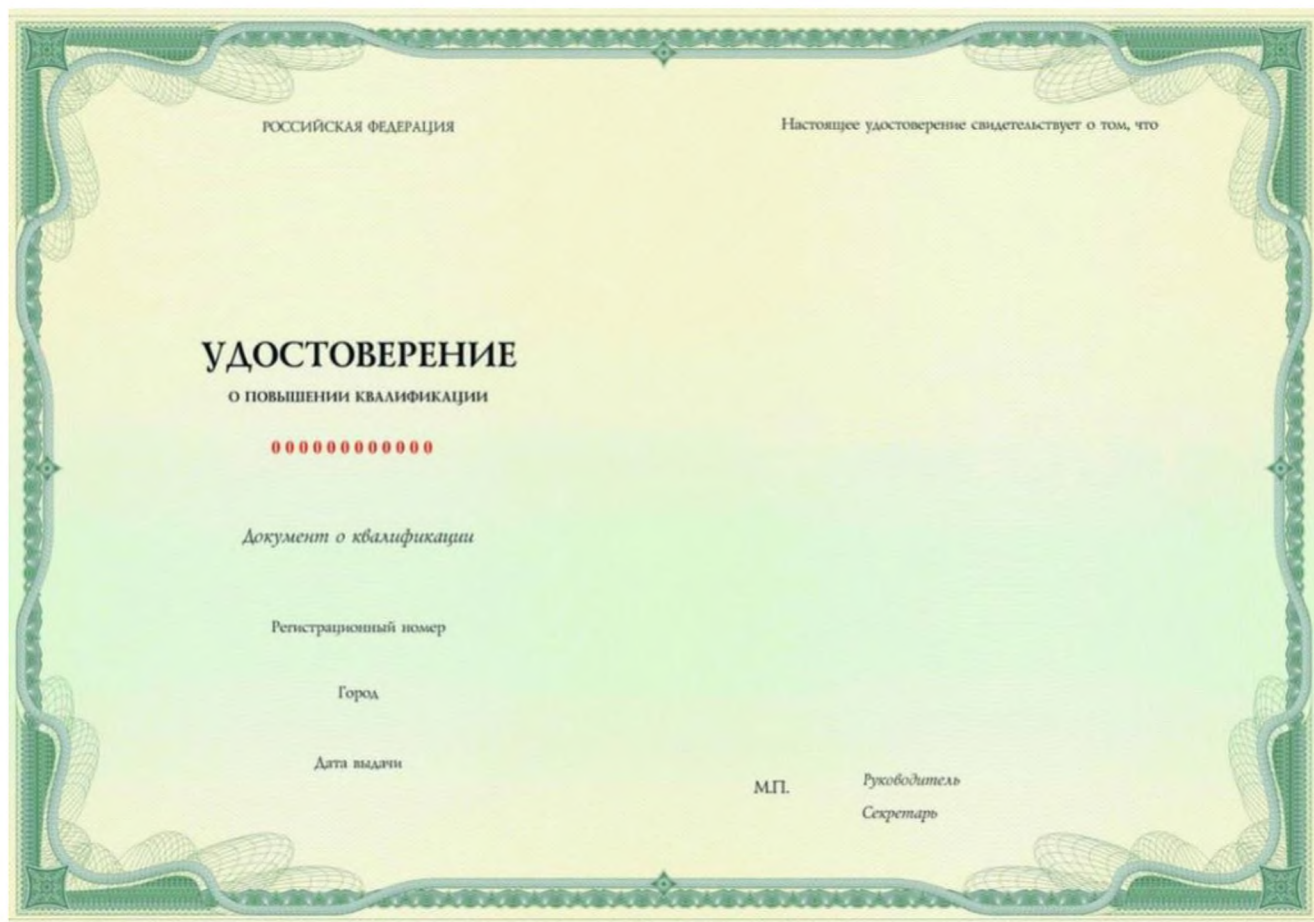 РОССИЙСКАЯ ФЕДЕРАЦИЯ
УДОСТОВЕРЕНИЕ
О ПОВЫШЕНИИ КВАЛИФИКАЦИИ
000000000000
Документ о квалификации
Регистрационный номер
Город
Дата выдачи
Настоящее удостоверение свидетельствует о том, что
М.П.
Руководитель
Секретарь